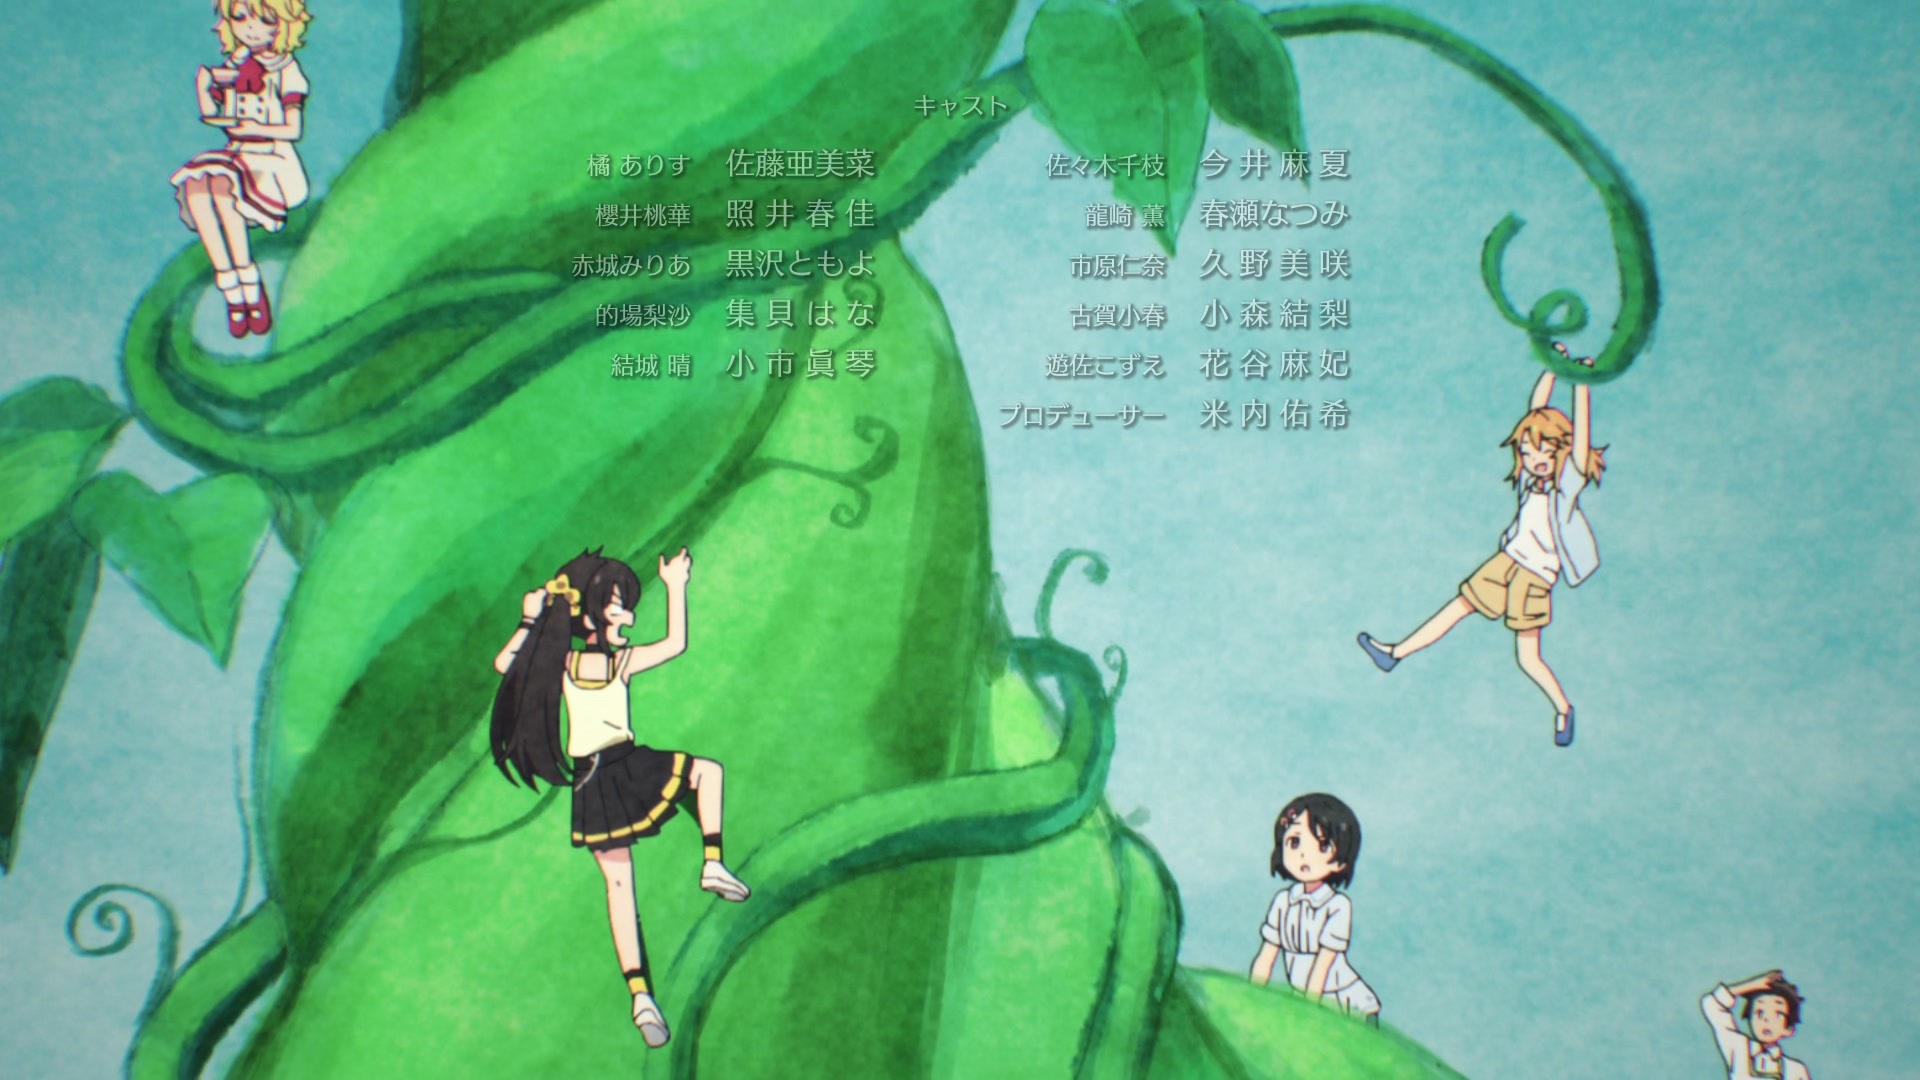 キャスト
橘 ありす 佐藤亜美菜
櫻井桃華 照井春佳
赤城みりあ 黒沢ともよ
的場梨沙 集貝はな
結城 晴 小市眞琴
佐々木千枝 今井麻夏
龍崎 薫 春瀬なつみ
市原仁奈 久野美咲
古賀小春 小森結梨
遊佐こずえ 花谷麻妃
プロデューサー 米内佑希